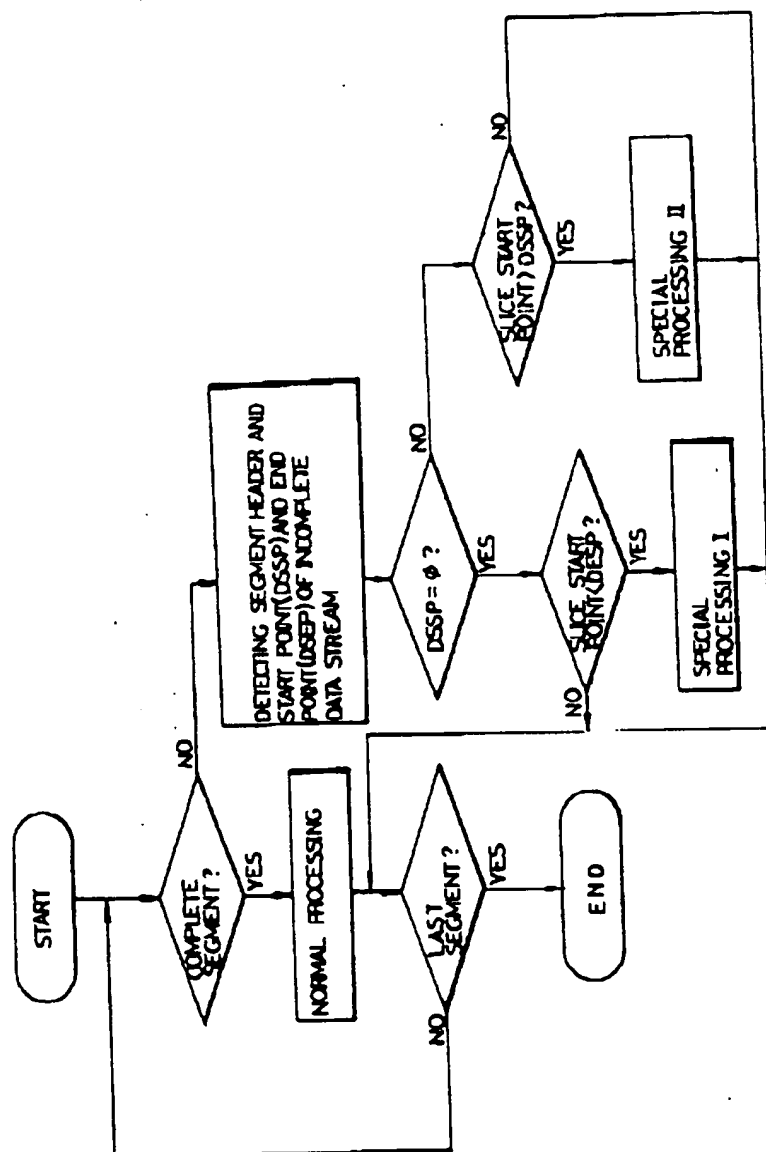 START
COMPLETE
SEGMENT?
NO
YES
NORMAL PROCESSING
LAST
SEGMENT?
NO
YES
END
DETECTING SEGMENT HEADER AND
START POINT(DSSP) AND END
POINT(DSEP) OF INCOMPLETE
DATA STREAM
DSSP = φ ?
NO
YES
SLICE START
POINT⟨DESP ?
NO
YES
SPECIAL
PROCESSING I
SLICE START
POINT⟩DSSP ?
NO
YES
SPECIAL
PROCESSING II